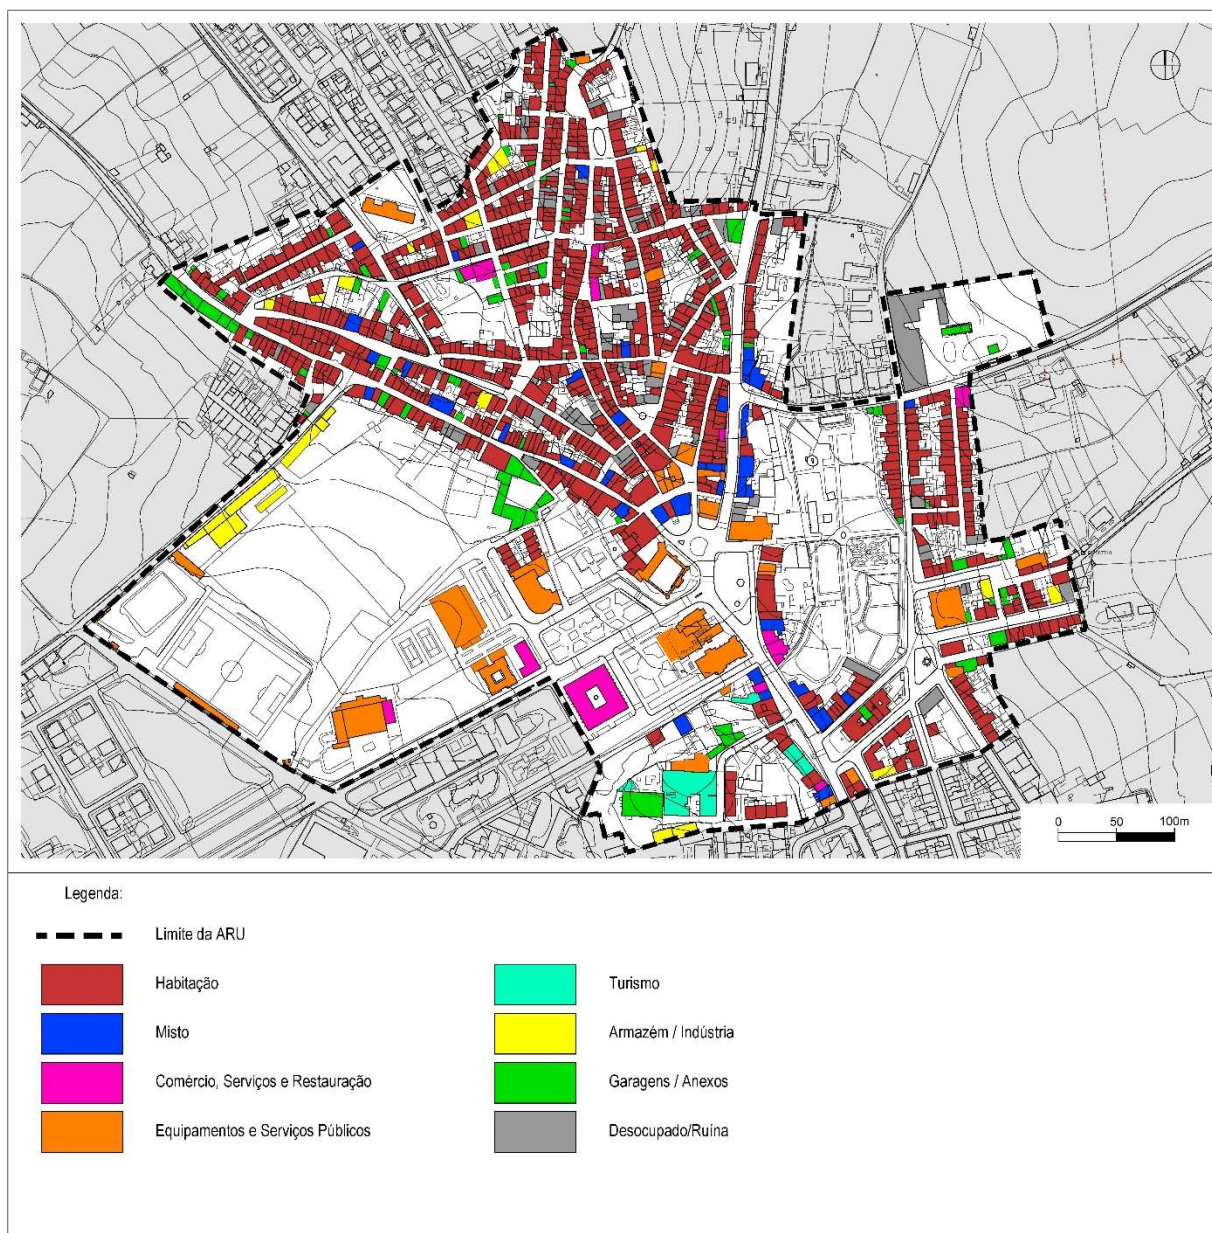 0 50 100m
Legenda:
Limite da ARU
Habitação
Misto
Comércio, Serviços e Restauração
Equipamentos e Serviços Públicos
Turismo
Armazém / Indústria
Garagens / Anexos
Desocupado/Ruína